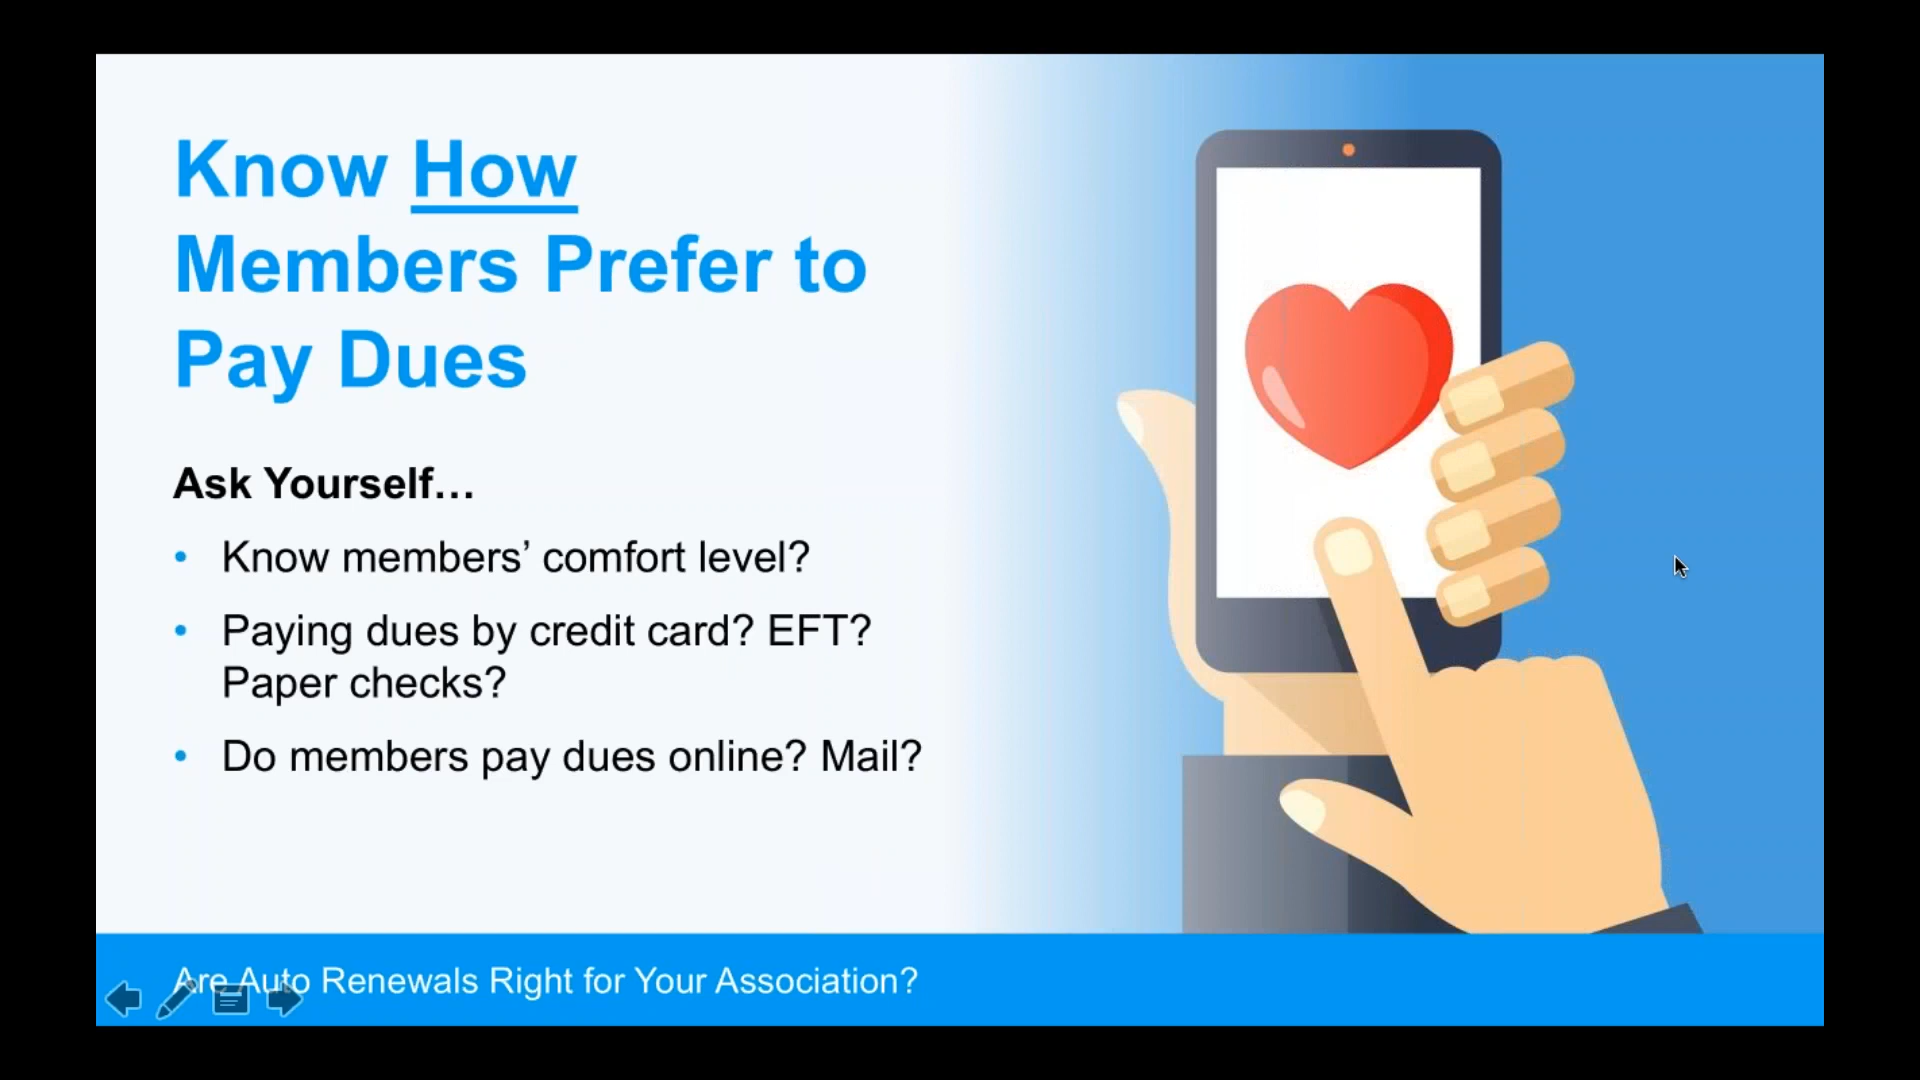 Know How
Members Prefer to
Pay Dues
Ask Yourself…
• Know members’ comfort level?
• Paying dues by credit card? EFT?
Paper checks?
• Do members pay dues online? Mail?
Are Auto Renewals Right for Your Association?